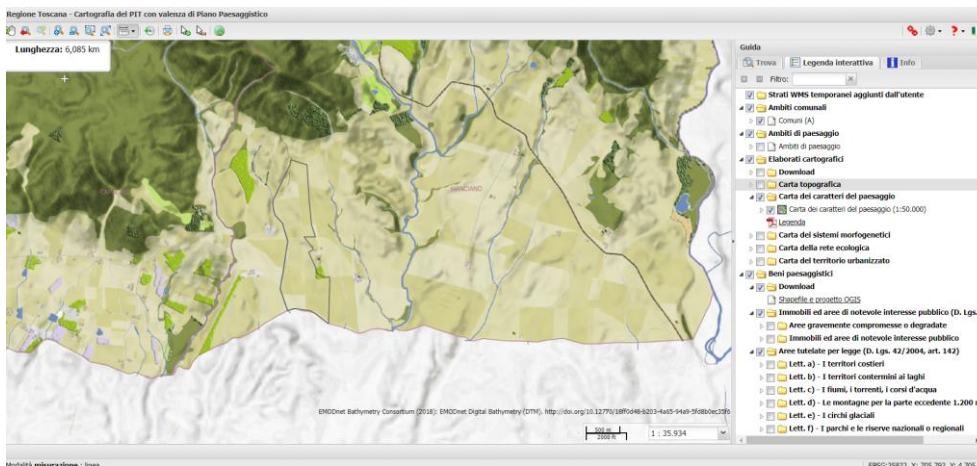 Regione Toscana - Cartografia del PIT con valenza di Piano Paesaggistico
Lunghezza: 6,085 km
MANCIANO
EMODnet Bathymetry Consortium (2018): EMODnet Digital Bathymetry (DTM).
500 m
2000 ft
1 : 35.934
Guida
Trova
Legenda interattiva
Info
Filtro:
Strati WMS temporanei aggiunti dall'utente
Ambiti comunali
Comuni (A)
Ambiti di paesaggio
Ambiti di paesaggio
Elaborati cartografici
Download
Carta topografica
Carta dei caratteri del paesaggio
Carta dei caratteri del paesaggio (1:50.000)
Legenda
Carta dei sistemi morfogenetici
Carta della rete ecologica
Carta del territorio urbanizzato
Beni paesaggistici
Download
Shapefile e progetto QGIS
Immobili ed aree di notevole interesse pubblico (D. Lgs.
Aree gravemente compromesse o degradate
Immobili ed aree di notevole interesse pubblico
Aree tutelate per legge (D. Lgs. 42/2004, art. 142)
Lett. a) - I territori costieri
Lett. b) - I territori contermini ai laghi
Lett. c) - I fiumi, i torrenti, i corsi d'acqua
Lett. d) - Le montagne per la parte eccedente 1.200 m
Lett. e) - I circhi glaciali
Lett. f) - I parchi e le riserve nazionali o regionali
Modalità misurazione : linea